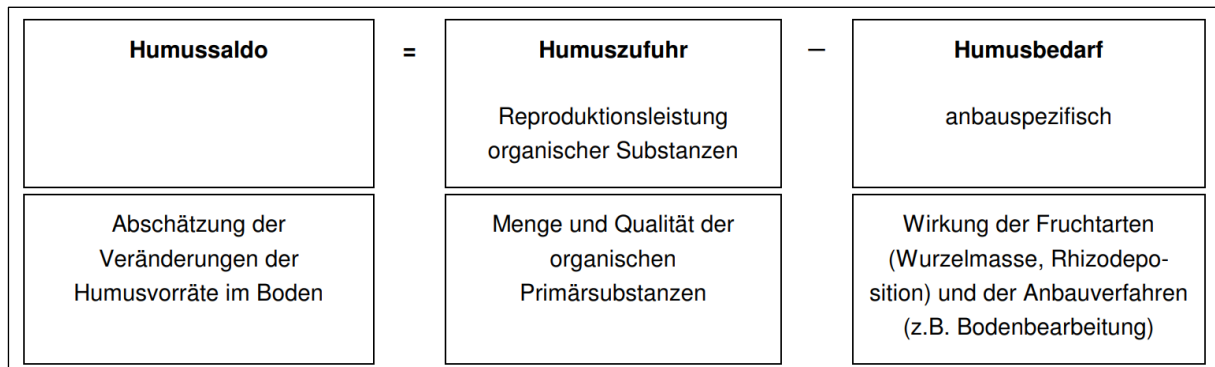 Humussaldo = Humuszufuhr – Humusbedarf
Reproduktionsleistung
organischer Substanzen
anbauspezifisch
Abschätzung der
Veränderungen der
Humusvorräte im Boden
Menge und Qualität der
organischen
Primärsubstanzen
Wirkung der Fruchtarten
(Wurzelmasse, Rhizodepo-
sition) und der Anbauverfahren
(z.B. Bodenbearbeitung)